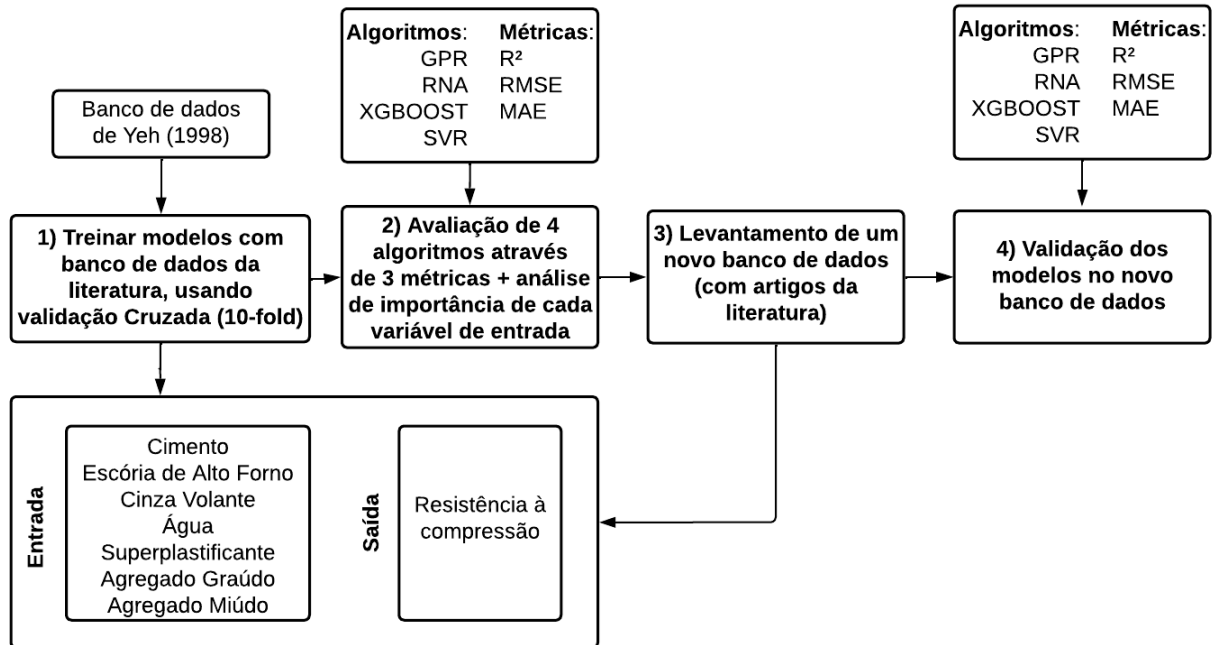 Banco de dados
de Yeh (1998)
Algoritmos: Métricas:
GPR R²
RNA RMSE
XGBOOST MAE
SVR
Algoritmos: Métricas:
GPR R²
RNA RMSE
XGBOOST MAE
SVR
1) Treinar modelos com
banco de dados da
literatura, usando
validação Cruzada (10-fold)
2) Avaliação de 4
algoritmos através
de 3 métricas + análise
de importância de cada
variável de entrada
3) Levantamento de um
novo banco de dados
(com artigos da
literatura)
4) Validação dos
modelos no novo
banco de dados
Entrada
Cimento
Escória de Alto Forno
Cinza Volante
Água
Superplastificante
Agregado Graúdo
Agregado Miúdo
Saída
Resistência à
compressão